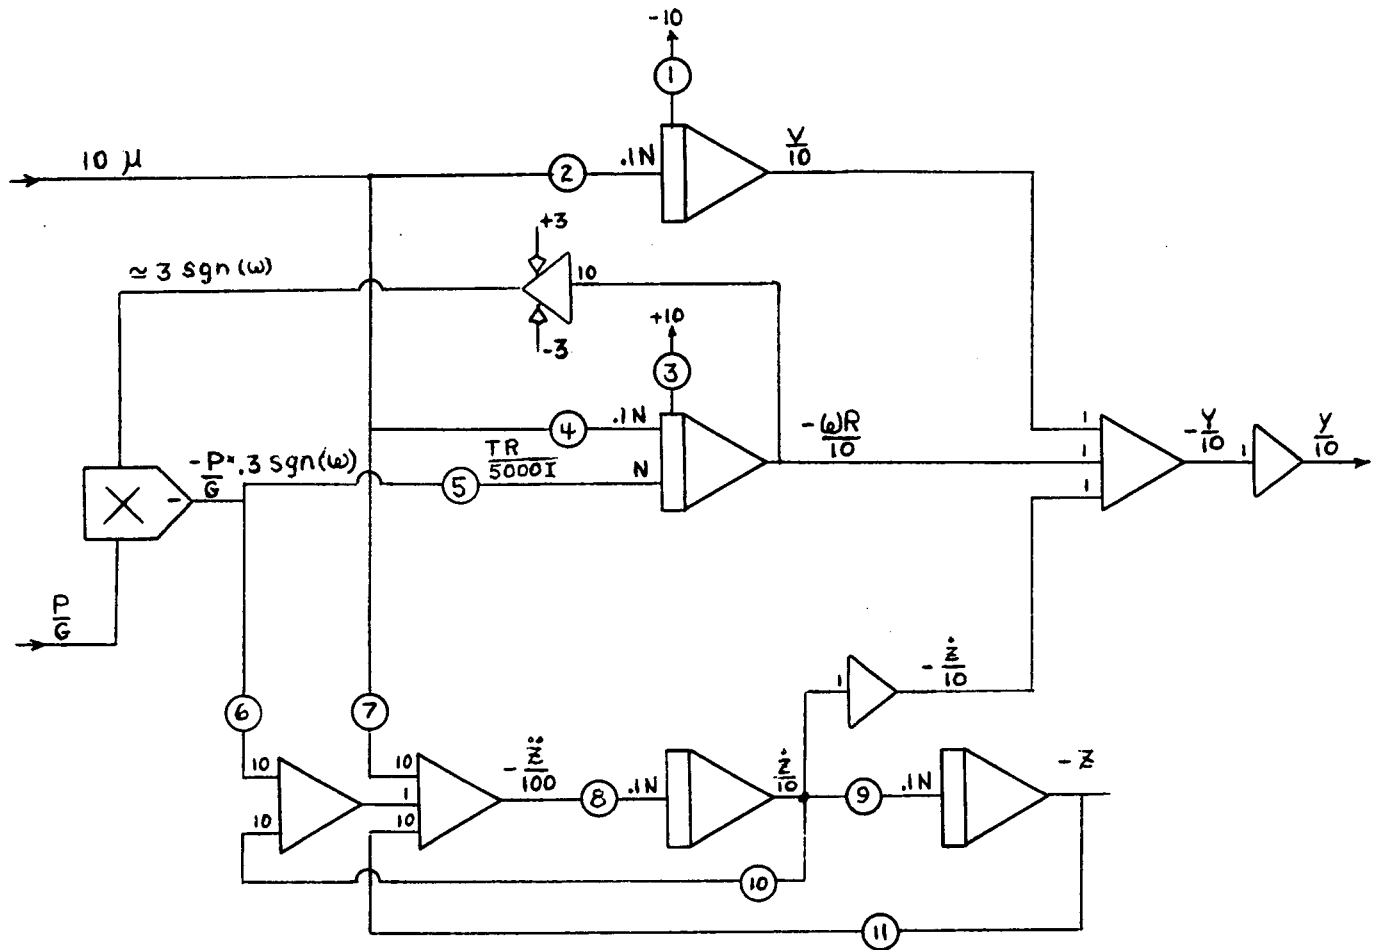 -10
1
10 μ
2
.1N
V/10
+3
≃ 3 sgn(ω)
10
-3
+10
3
4
.1N
-ωR/10
1
-Y/10
1
Y/10
TR/5000I
N
1
-P/G * .3 sgn(ω)
5
1
P/G
-ż/10
1
6
7
10
10
-z̈/100
8
.1N
ż/10
9
.1N
-z
1
10
10
10
11